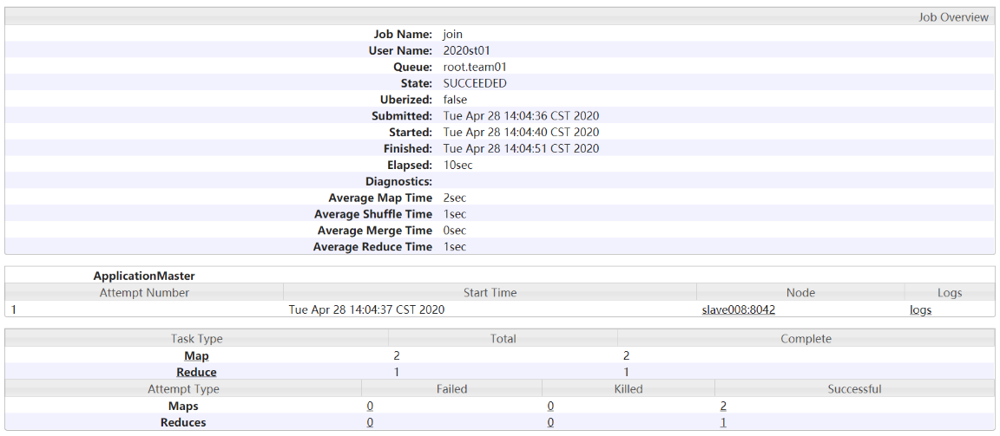 Job Overview
Job Name: join
User Name: 2020st01
Queue: root.team01
State: SUCCEEDED
Uberized: false
Submitted: Tue Apr 28 14:04:36 CST 2020
Started: Tue Apr 28 14:04:40 CST 2020
Finished: Tue Apr 28 14:04:51 CST 2020
Elapsed: 10sec
Diagnostics:
Average Map Time 2sec
Average Shuffle Time 1sec
Average Merge Time 0sec
Average Reduce Time 1sec
ApplicationMaster
Attempt Number Start Time Node Logs
1 Tue Apr 28 14:04:37 CST 2020 slave008:8042 logs
Task Type Total Complete
Map 2 2
Reduce 1 1
Attempt Type Failed Killed Successful
Maps 0 0 2
Reduces 0 0 1